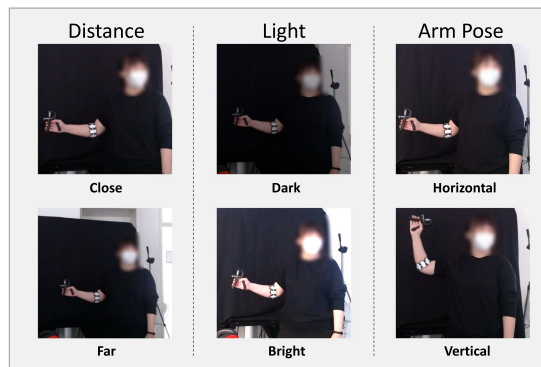 Distance
Light
Arm Pose
Close
Dark
Horizontal
Far
Bright
Vertical